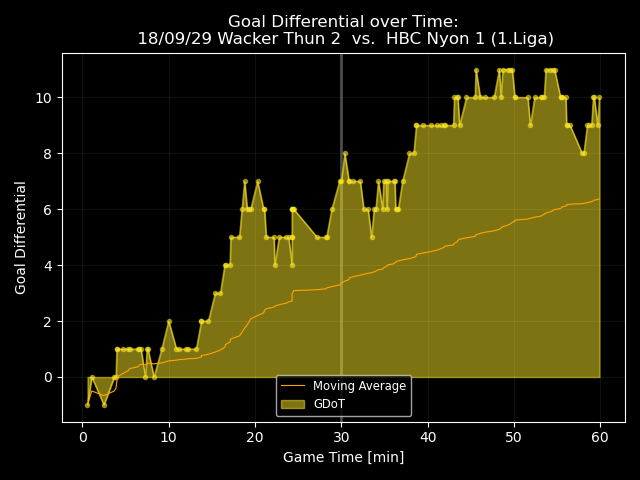 Goal Differential over Time:
18/09/29 Wacker Thun 2  vs.  HBC Nyon 1 (1.Liga)
Goal Differential
10
8
6
4
2
0
Moving Average
GDoT
0 10 20 30 40 50 60
Game Time [min]